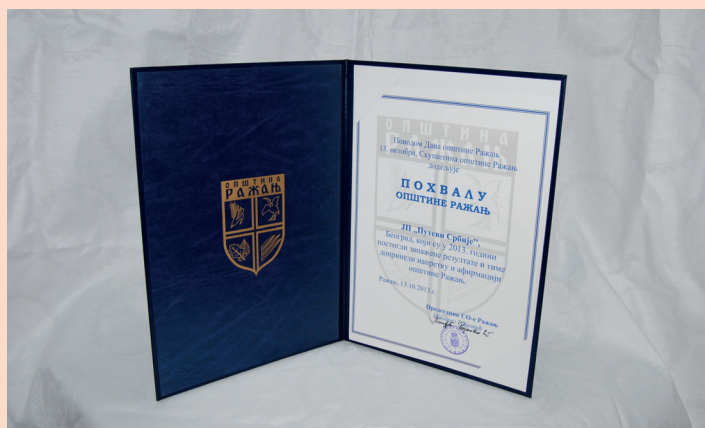 ОПШТИНА
РАЖАЊ
ОПШТИНА
РАЖАЊ
Поводом Дана општине Ражањ
13. октобра, Скупштина општине Ражањ
додељује
ПОХВАЛУ
ОПШТИНЕ РАЖАЊ
ЈП „Путеви Србије“,
Београд, који су у 2013. години
постигли запажене резултате и тиме
допринели напретку и афирмацији
општине Ражањ.
Ражањ, 13.10.2013 г.
Председник СО-е Ражањ